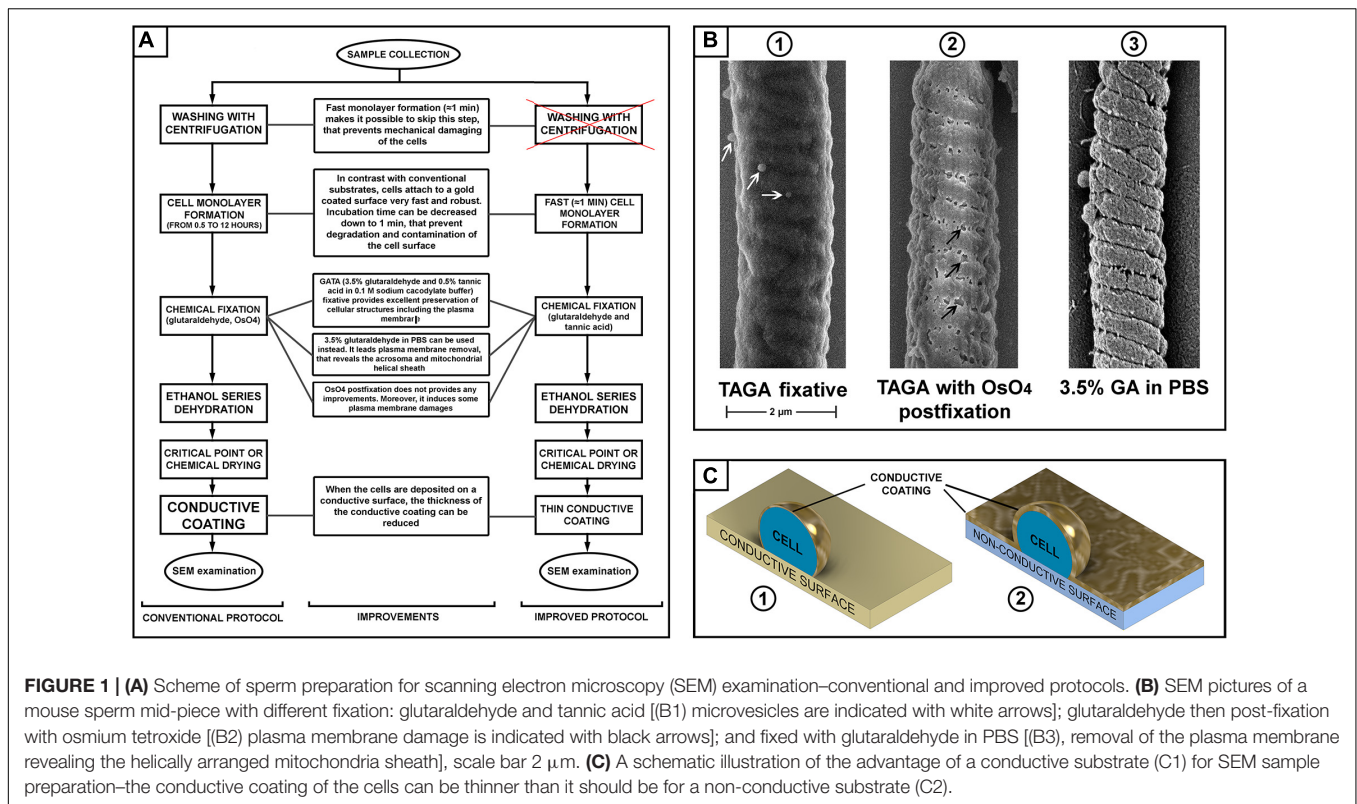 A
SAMPLE COLLECTION
WASHING WITH
CENTRIFUGATION
Fast monolayer formation (≈1 min)
makes it possible to skip this step,
that prevents mechanical damaging
of the cells
WASHING WITH
CENTRIFUGATION
CELL MONOLAYER
FORMATION
(FROM 0.5 TO 12 HOURS)
In contrast with conventional
substrates, cells attach to a gold
coated surface very fast and robust.
Incubation time can be decreased
down to 1 min, that prevent
degradation and contamination of
the cell surface
FAST (≈1 MIN) CELL
MONOLAYER
FORMATION
CHEMICAL FIXATION
(glutaraldehyde, OsO4)
GATA (3.5% glutaraldehyde and 0.5% tannic
acid in 0.1 M sodium cacodylate buffer)
fixative provides excellent preservation of
cellular structures including the plasma
membrane
3.5% glutaraldehyde in PBS can be used
instead. It leads plasma membrane removal,
that reveals the acrosoma and mitochondrial
helical sheath
OsO4 postfixation does not provides any
improvements. Moreover, it induces some
plasma membrane damages
CHEMICAL FIXATION
(glutaraldehyde and
tannic acid)
ETHANOL SERIES
DEHYDRATION
ETHANOL SERIES
DEHYDRATION
CRITICAL POINT OR
CHEMICAL DRYING
CRITICAL POINT OR
CHEMICAL DRYING
CONDUCTIVE
COATING
When the cells are deposited on a
conductive surface, the thickness of
the conductive coating can be
reduced
THIN CONDUCTIVE
COATING
SEM examination
SEM examination
CONVENTIONAL PROTOCOL
IMPROVEMENTS
IMPROVED PROTOCOL
B
1
2
3
TAGA fixative
TAGA with OsO4
postfixation
3.5% GA in PBS
2 μm
C
CONDUCTIVE
COATING
CELL
CONDUCTIVE SURFACE
1
CELL
NON-CONDUCTIVE SURFACE
2
FIGURE 1 | (A) Scheme of sperm preparation for scanning electron microscopy (SEM) examination–conventional and improved protocols. (B) SEM pictures of a
mouse sperm mid-piece with different fixation: glutaraldehyde and tannic acid [(B1) microvesicles are indicated with white arrows]; glutaraldehyde then post-fixation
with osmium tetroxide [(B2) plasma membrane damage is indicated with black arrows]; and fixed with glutaraldehyde in PBS [(B3), removal of the plasma membrane
revealing the helically arranged mitochondria sheath], scale bar 2 μm. (C) A schematic illustration of the advantage of a conductive substrate (C1) for SEM sample
preparation–the conductive coating of the cells can be thinner than it should be for a non-conductive substrate (C2).